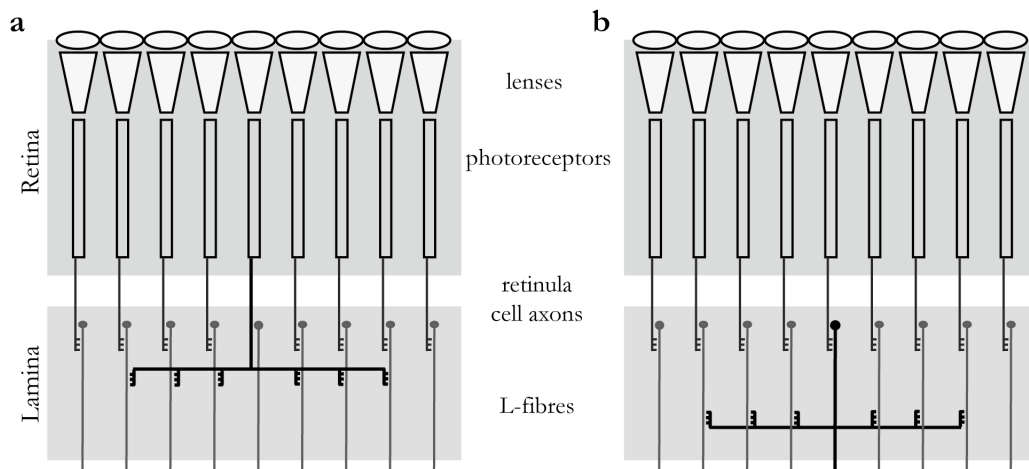 a
b
lenses
Retina
photoreceptors
retinula
cell axons
Lamina
L-fibres